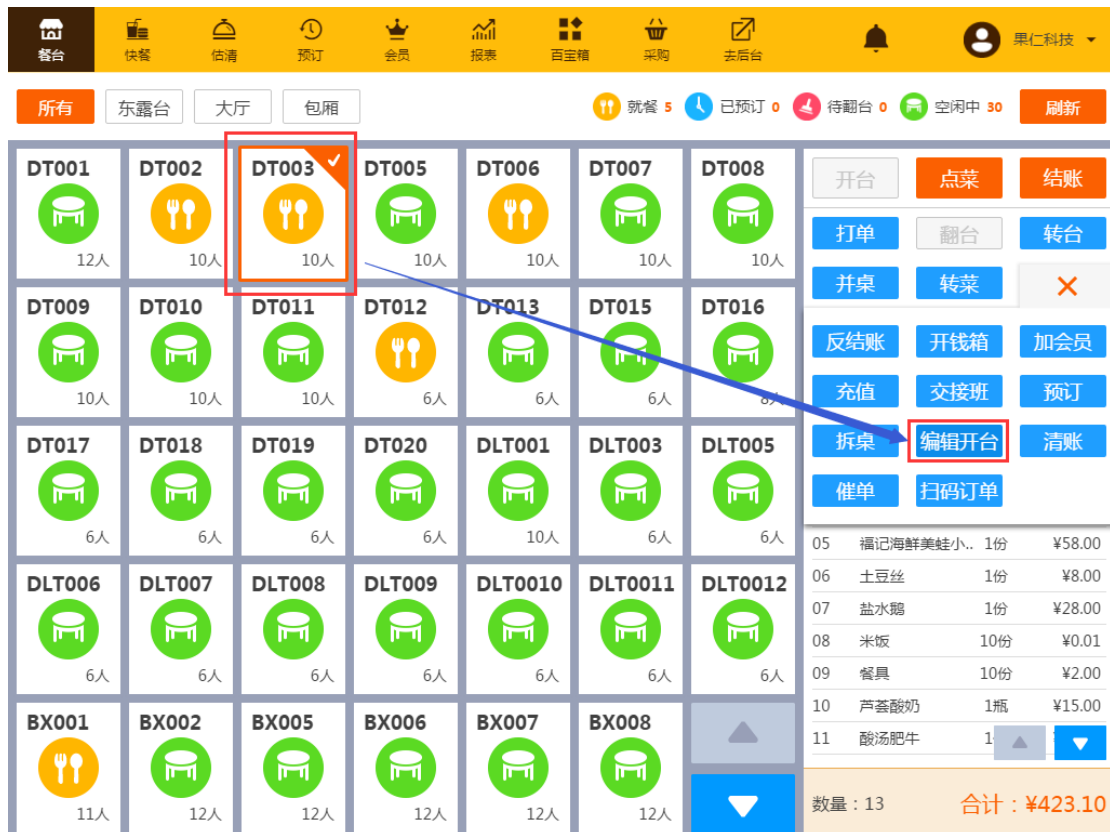 餐台 快餐 估清 预订 会员 报表 百宝箱 采购 去后台 果仁科技
所有 东露台 大厅 包厢 就餐 5 已预订 0 待翻台 0 空闲中 30 刷新
DT001 DT002 DT003 DT005 DT006 DT007 DT008
12人 10人 10人 10人 10人 10人 10人
DT009 DT010 DT011 DT012 DT013 DT015 DT016
10人 10人 10人 6人 6人 6人 8人
DT017 DT018 DT019 DT020 DLT001 DLT003 DLT005
6人 6人 6人 6人 10人 6人 6人
DLT006 DLT007 DLT008 DLT009 DLT0010 DLT0011 DLT0012
6人 6人 6人 6人 6人 6人 6人
BX001 BX002 BX005 BX006 BX007 BX008
11人 12人 12人 12人 12人 12人
开台 点菜 结账
打单 翻台 转台
并桌 转菜
反结账 开钱箱 加会员
充值 交接班 预订
拆桌 编辑开台 清账
催单 扫码订单
05 福记海鲜美蛙小.. 1份 ¥58.00
06 土豆丝 1份 ¥8.00
07 盐水鹅 1份 ¥28.00
08 米饭 10份 ¥0.01
09 餐具 10份 ¥2.00
10 芦荟酸奶 1瓶 ¥15.00
11 酸汤肥牛
数量：13 合计：¥423.10